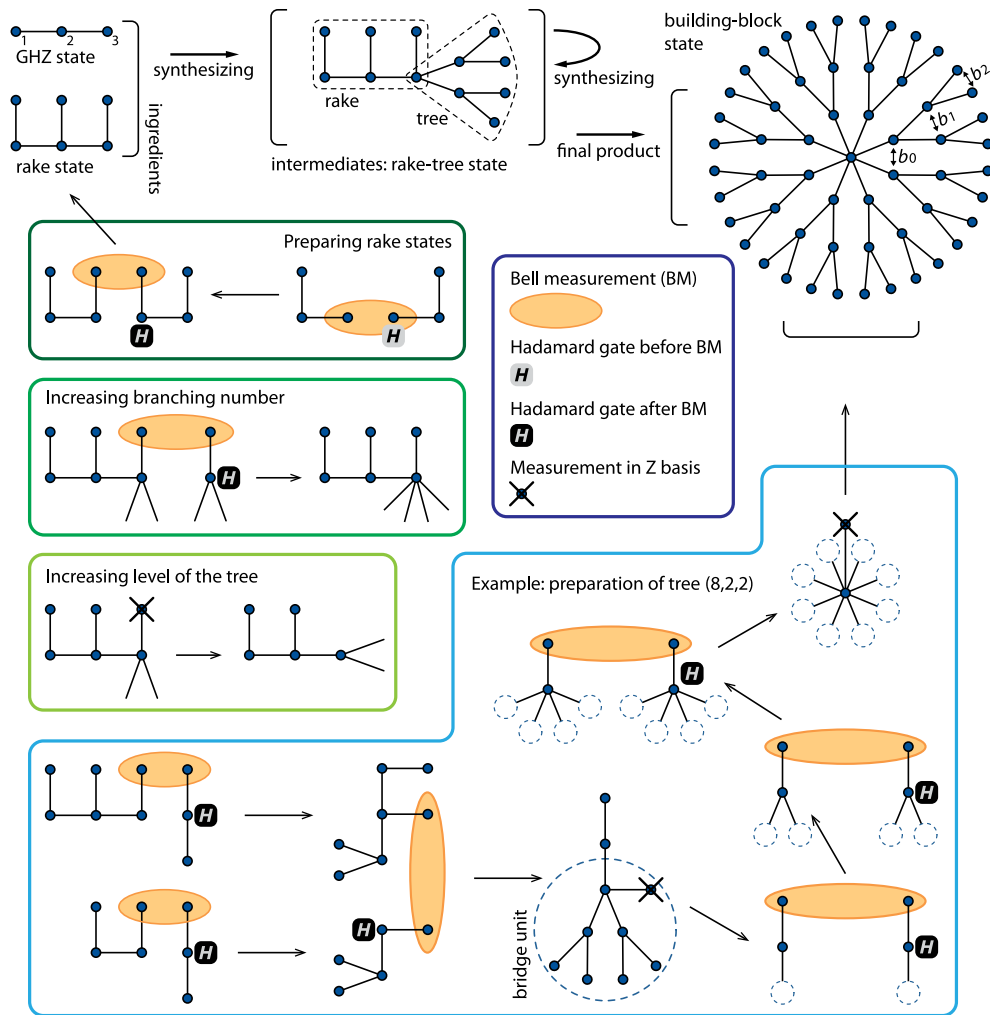 1 2 3
GHZ state
rake state
ingredients
synthesizing
rake
tree
intermediates: rake-tree state
synthesizing
final product
building-block
state
b2
b1
b0
Preparing rake states
H
H
Bell measurement (BM)
Hadamard gate before BM
H
Hadamard gate after BM
H
Measurement in Z basis
Increasing branching number
H
Increasing level of the tree
Example: preparation of tree (8,2,2)
H
H
H
H
H
H
bridge unit